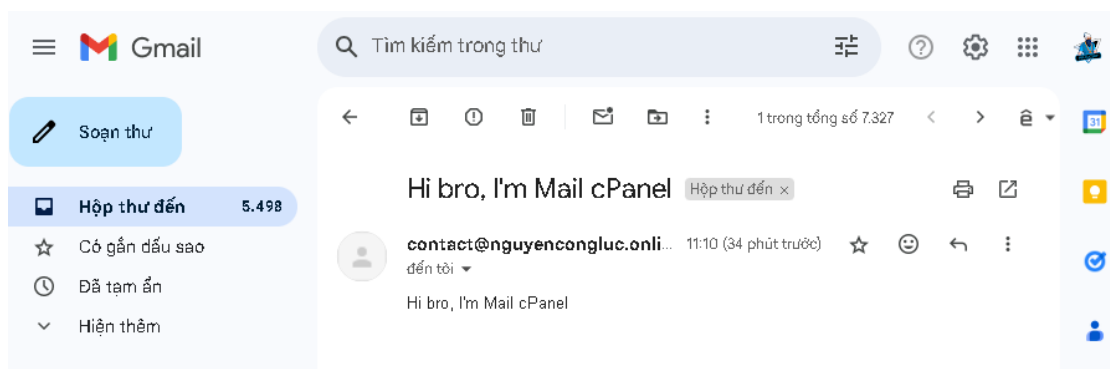 Gmail
Tìm kiếm trong thư
Soạn thư
1 trong tổng số 7.327
ê
31
Hi bro, I'm Mail cPanel Hộp thư đến ×
Hộp thư đến 5.498
contact@nguyencongluc.onli... 11:10 (34 phút trước)
Có gắn dấu sao
đến tôi
Đã tạm ẩn
Hi bro, I'm Mail cPanel
Hiện thêm